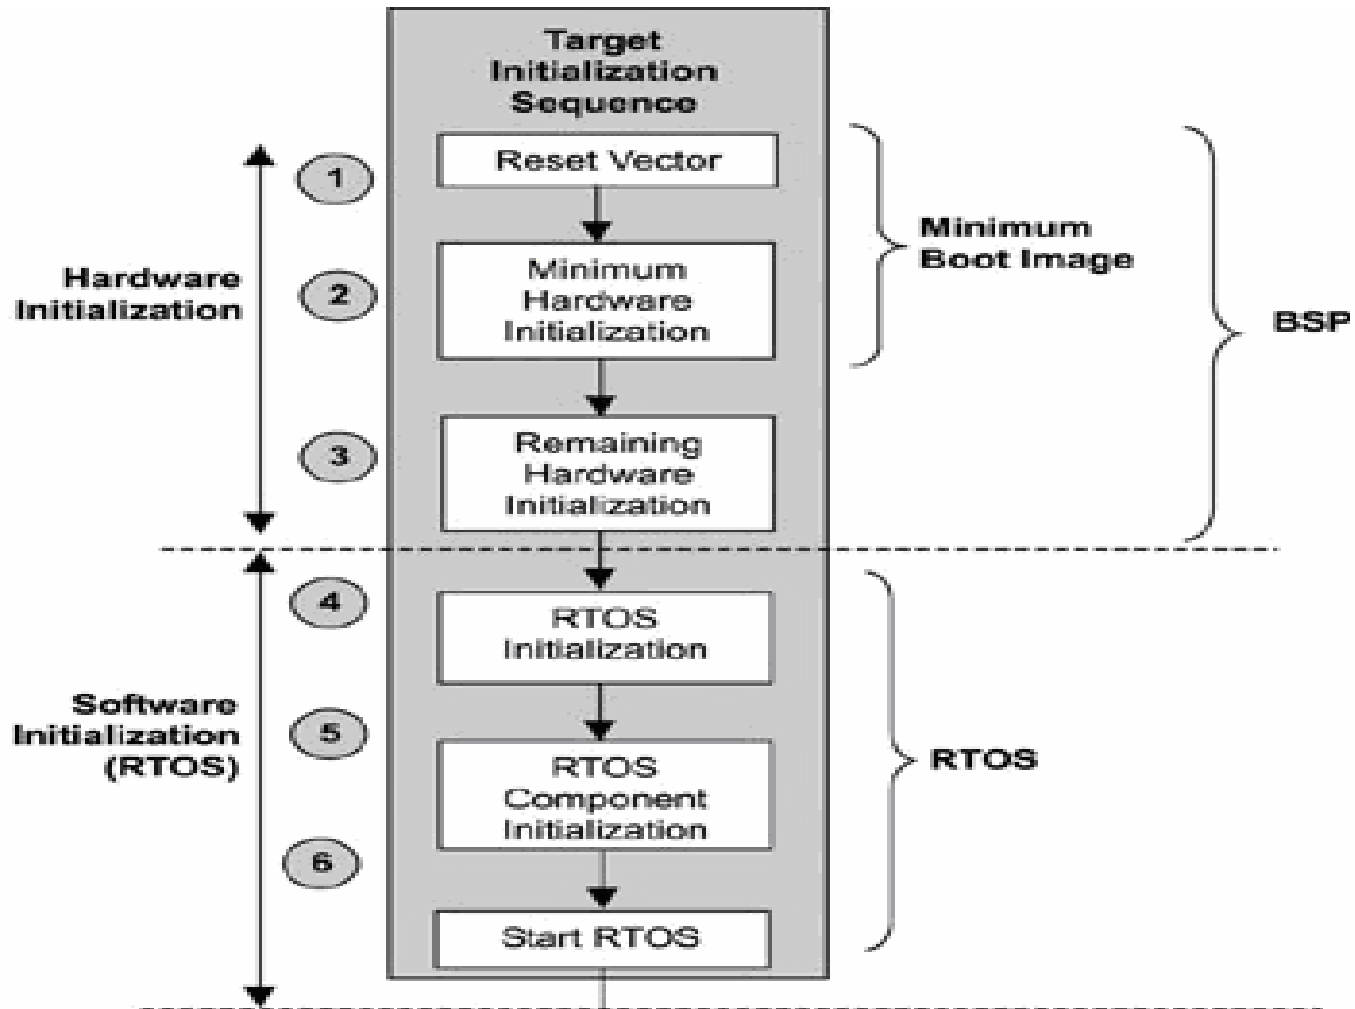 Target
Initialization
Sequence
1
Reset Vector
Minimum
Boot Image
Hardware
Initialization
2
Minimum
Hardware
Initialization
BSP
3
Remaining
Hardware
Initialization
4
RTOS
Initialization
Software
Initialization
(RTOS)
5
RTOS
Component
Initialization
RTOS
6
Start RTOS